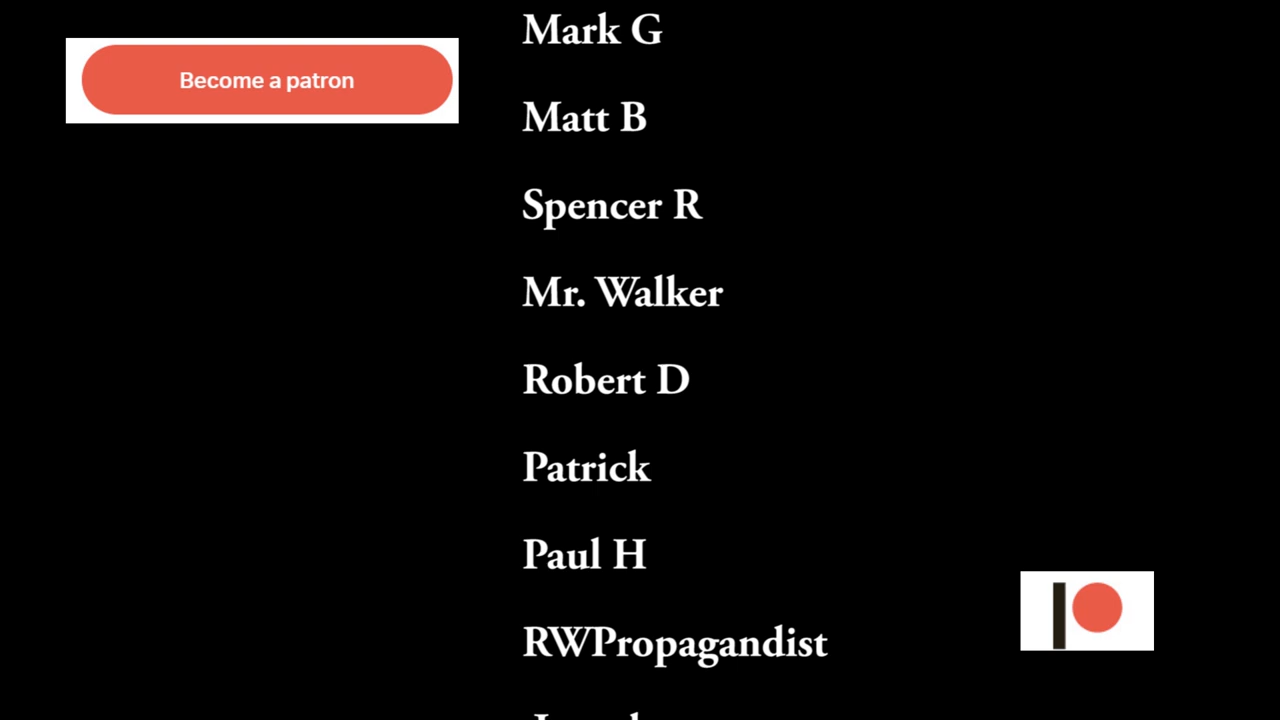 Become a patron
Mark G
Matt B
Spencer R
Mr. Walker
Robert D
Patrick
Paul H
RWPropagandist